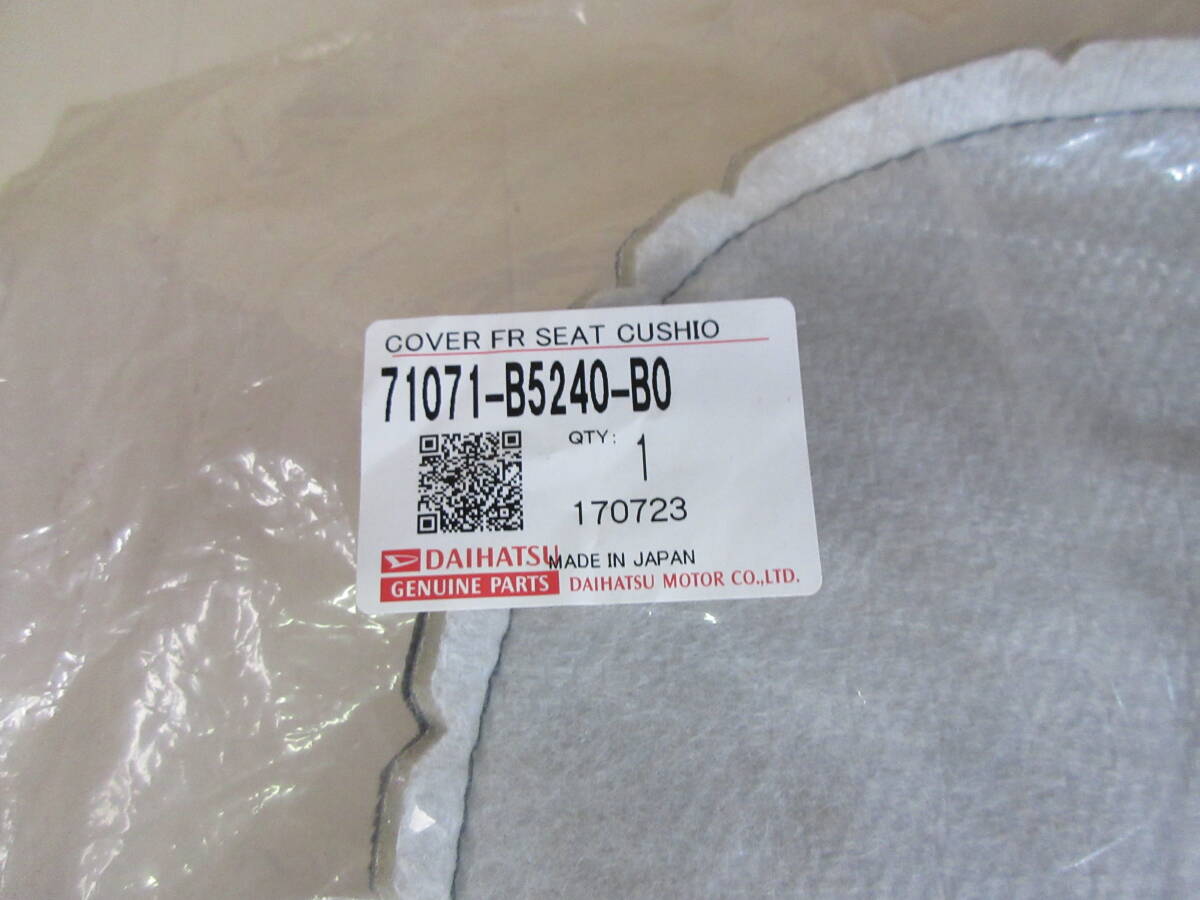 COVER FR SEAT CUSHIO
71071-B5240-B0
QTY: 1
170723
DAIHATSU MADE IN JAPAN
GENUINE PARTS DAIHATSU MOTOR CO.,LTD.